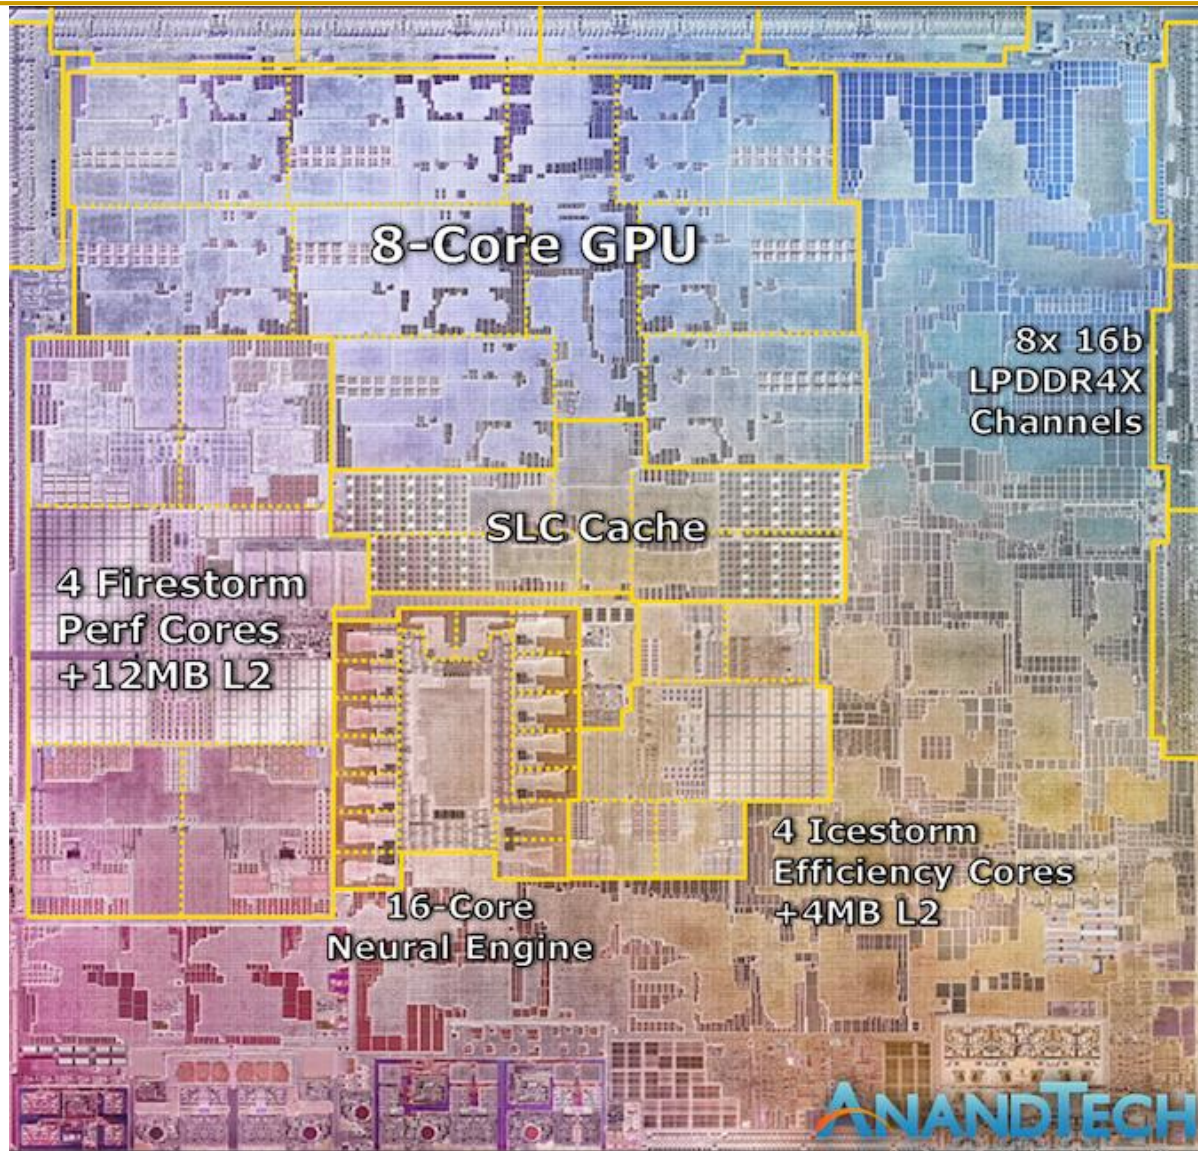 8-Core GPU
8x 16b
LPDDR4X
Channels
SLC Cache
4 Firestorm
Perf Cores
+12MB L2
4 Icestorm
Efficiency Cores
+4MB L2
16-Core
Neural Engine
ANANDTECH